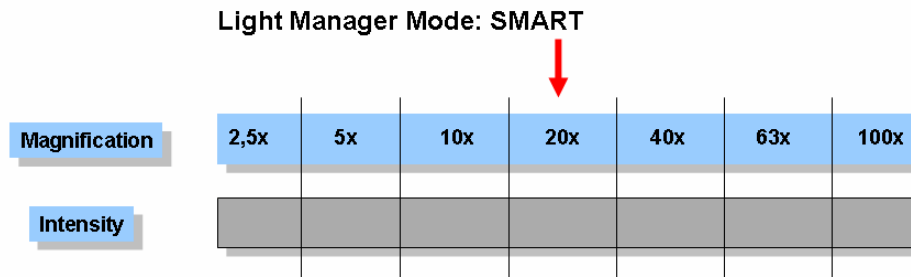 Light Manager Mode: SMART
Magnification 2,5x 5x 10x 20x 40x 63x 100x
Intensity